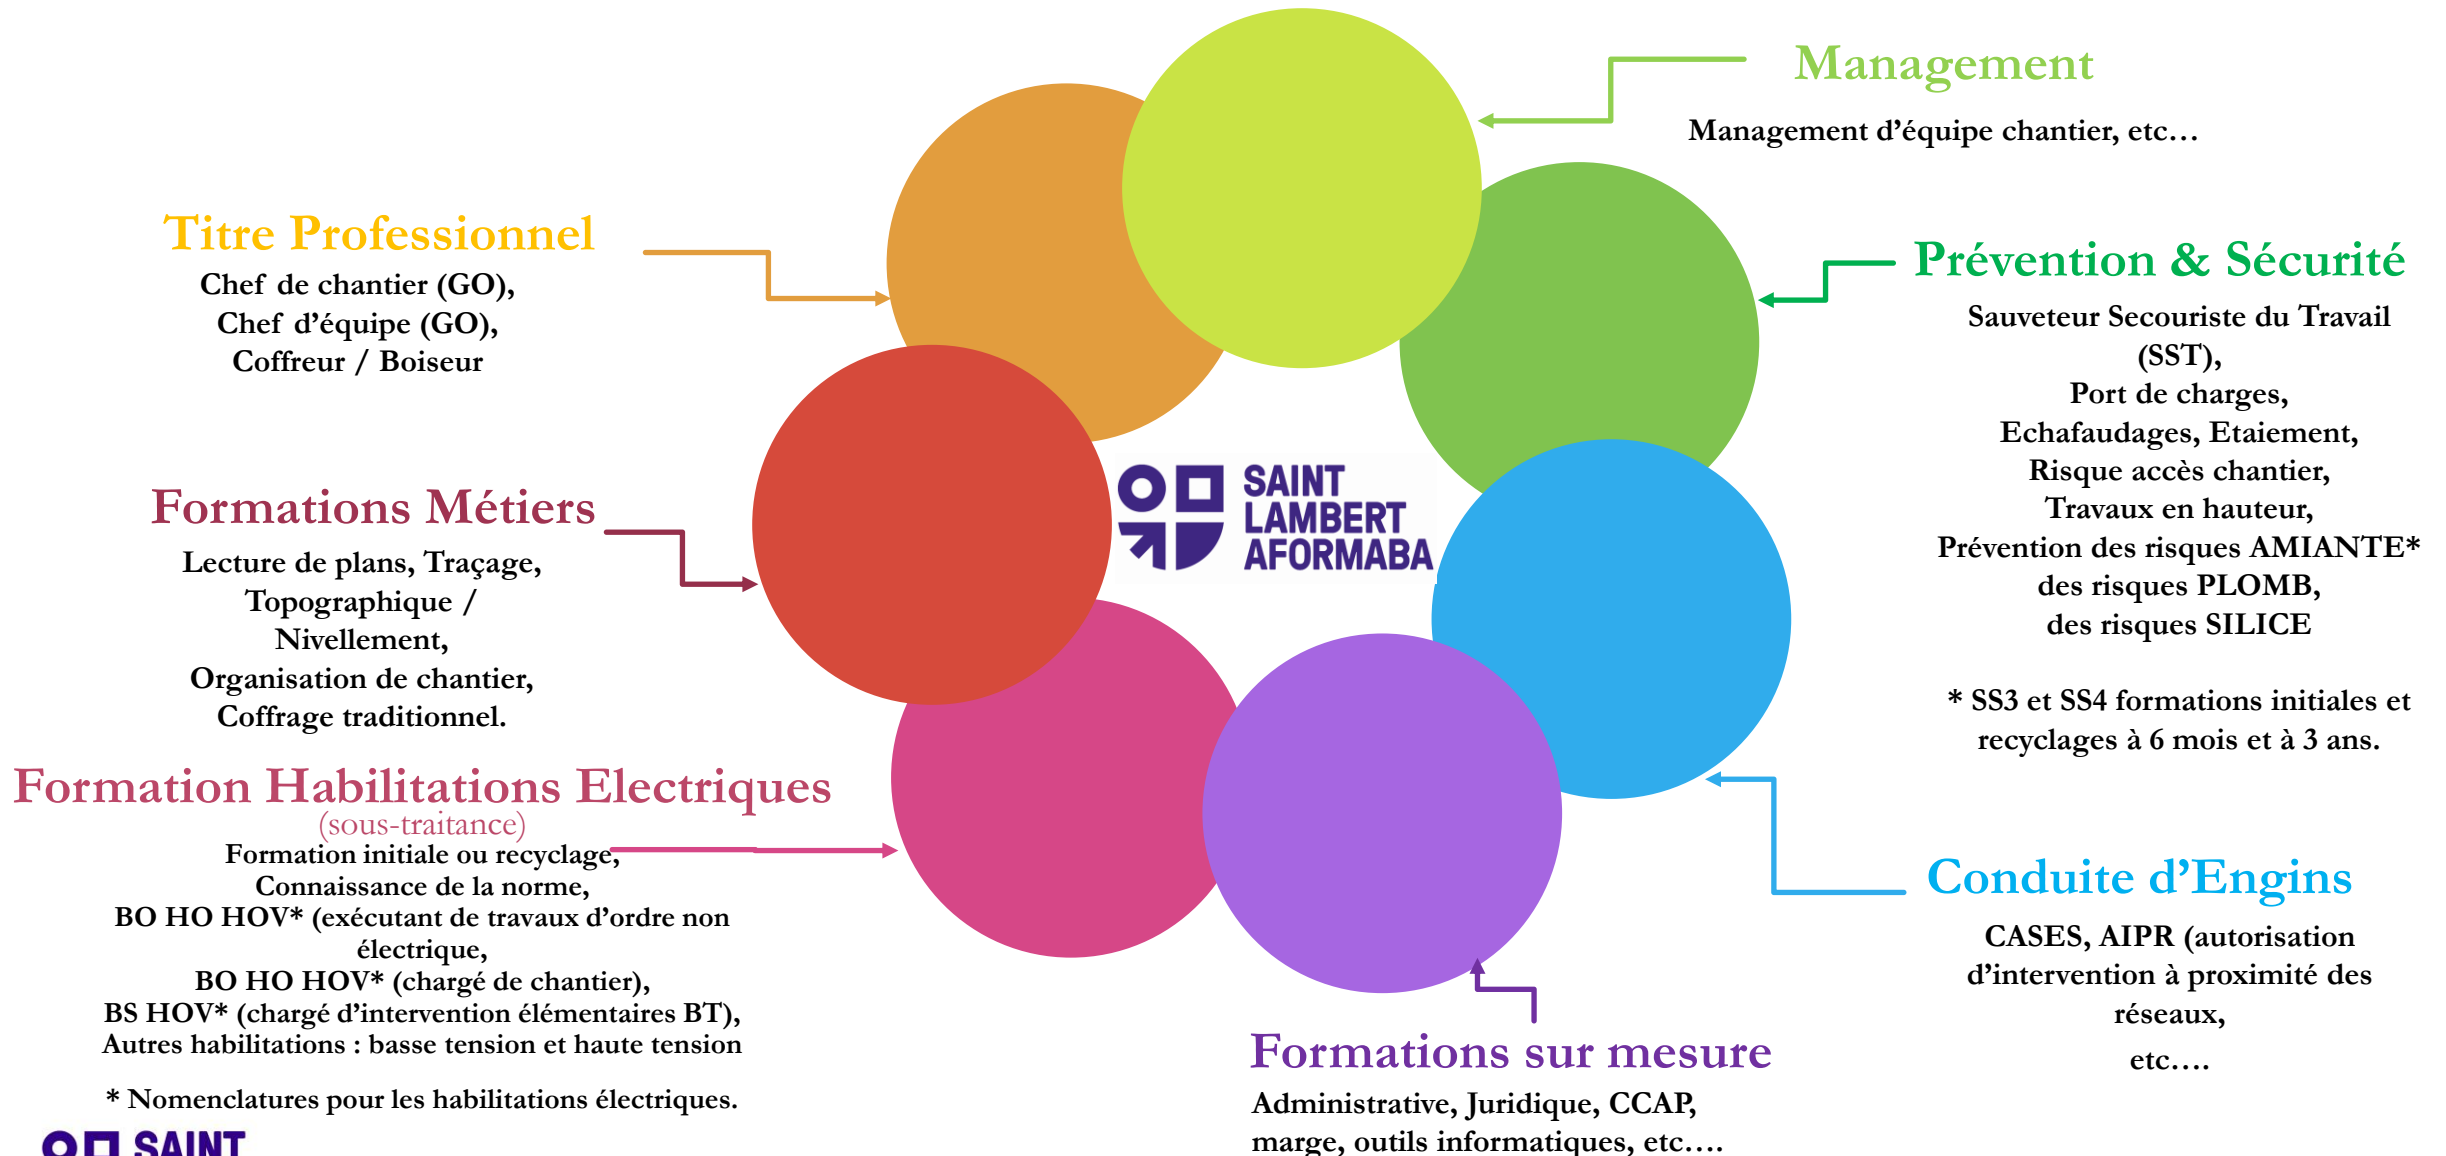 Management
Management d’équipe chantier, etc…
Titre Professionnel
Chef de chantier (GO),
Chef d’équipe (GO),
Coffreur / Boiseur
Prévention & Sécurité
Sauveteur Secouriste du Travail
(SST),
Port de charges,
Echafaudages, Etaiement,
Risque accès chantier,
Travaux en hauteur,
Prévention des risques AMIANTE*
des risques PLOMB,
des risques SILICE
* SS3 et SS4 formations initiales et
recyclages à 6 mois et à 3 ans.
SAINT
LAMBERT
AFORMABA
Formations Métiers
Lecture de plans, Traçage,
Topographique /
Nivellement,
Organisation de chantier,
Coffrage traditionnel.
Formation Habilitations Electriques
(sous-traitance)
Formation initiale ou recyclage,
Connaissance de la norme,
BO HO HOV* (exécutant de travaux d’ordre non
électrique,
BO HO HOV* (chargé de chantier),
BS HOV* (chargé d’intervention élémentaires BT),
Autres habilitations : basse tension et haute tension
* Nomenclatures pour les habilitations électriques.
Conduite d’Engins
CASES, AIPR (autorisation
d’intervention à proximité des
réseaux,
etc….
Formations sur mesure
Administrative, Juridique, CCAP,
marge, outils informatiques, etc….
SAINT